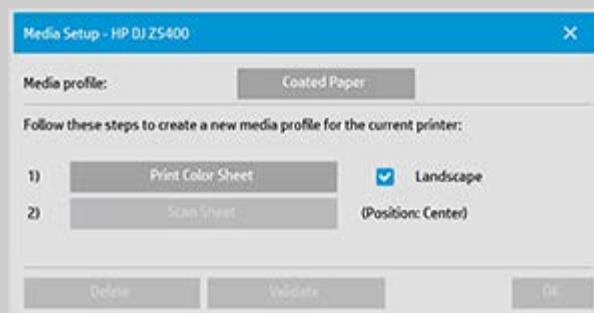 Media Setup - HP DJ Z5400
Media profile: Coated Paper
Follow these steps to create a new media profile for the current printer:
1) Print Color Sheet Landscape
2) Scan Sheet (Position: Center)
Delete Validate OK